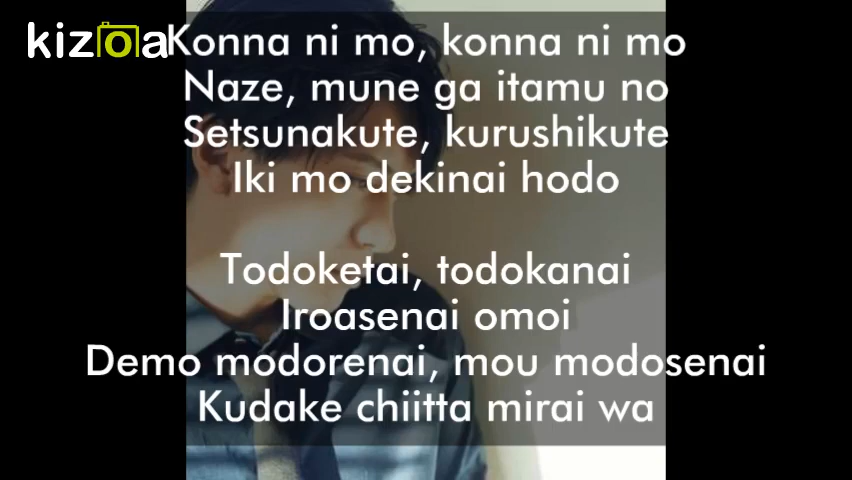 kizoa
Konna ni mo, konna ni mo
Naze, mune ga itamu no
Setsunakute, kurushikute
Iki mo dekinai hodo
Todoketai, todokanai
Iroasenai omoi
Demo modorenai, mou modosenai
Kudake chiitta mirai wa